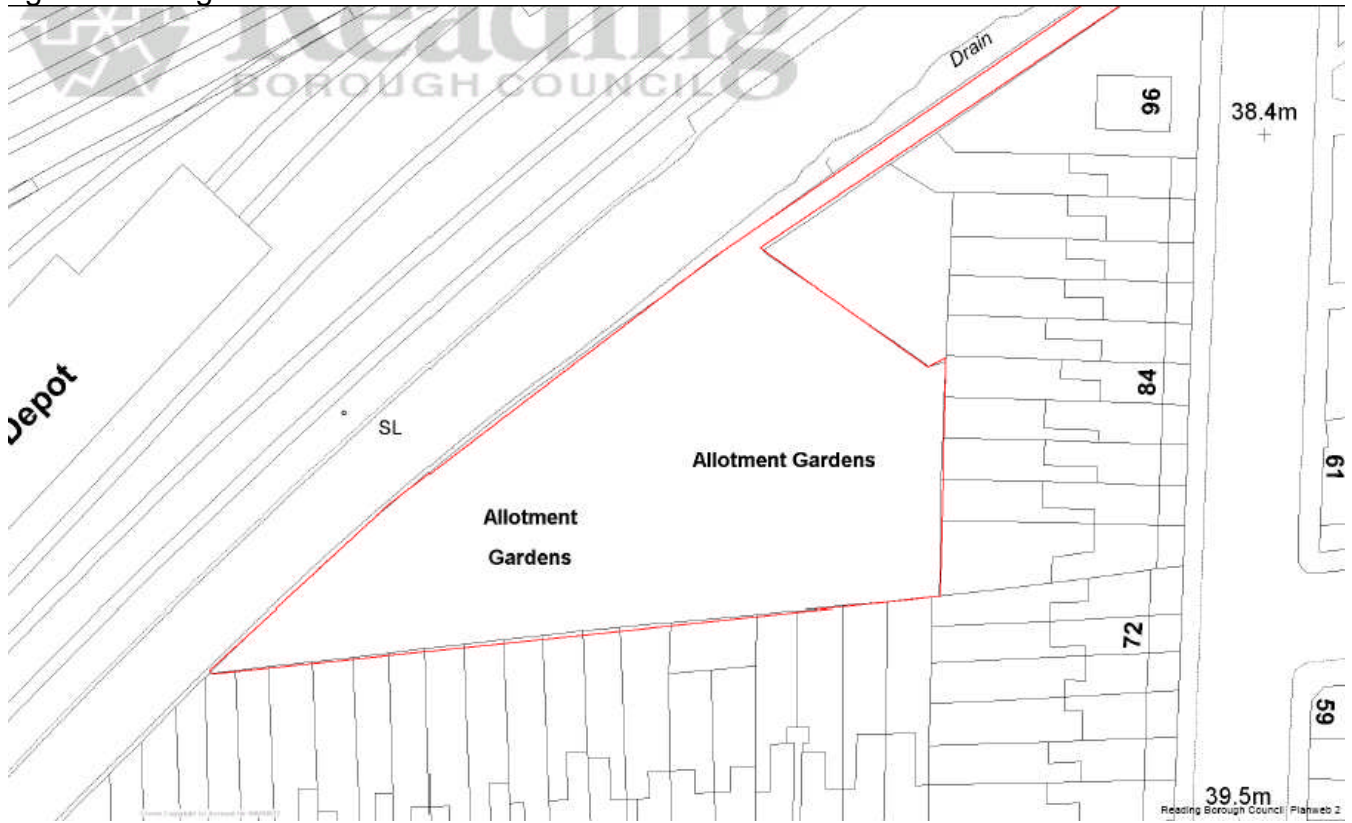 Reading
BOROUGH COUNCIL
Drain
96
38.4m
84
Depot
SL
Allotment Gardens
61
Allotment
Gardens
72
59
39.5m
Reading Borough Council Planweb 2